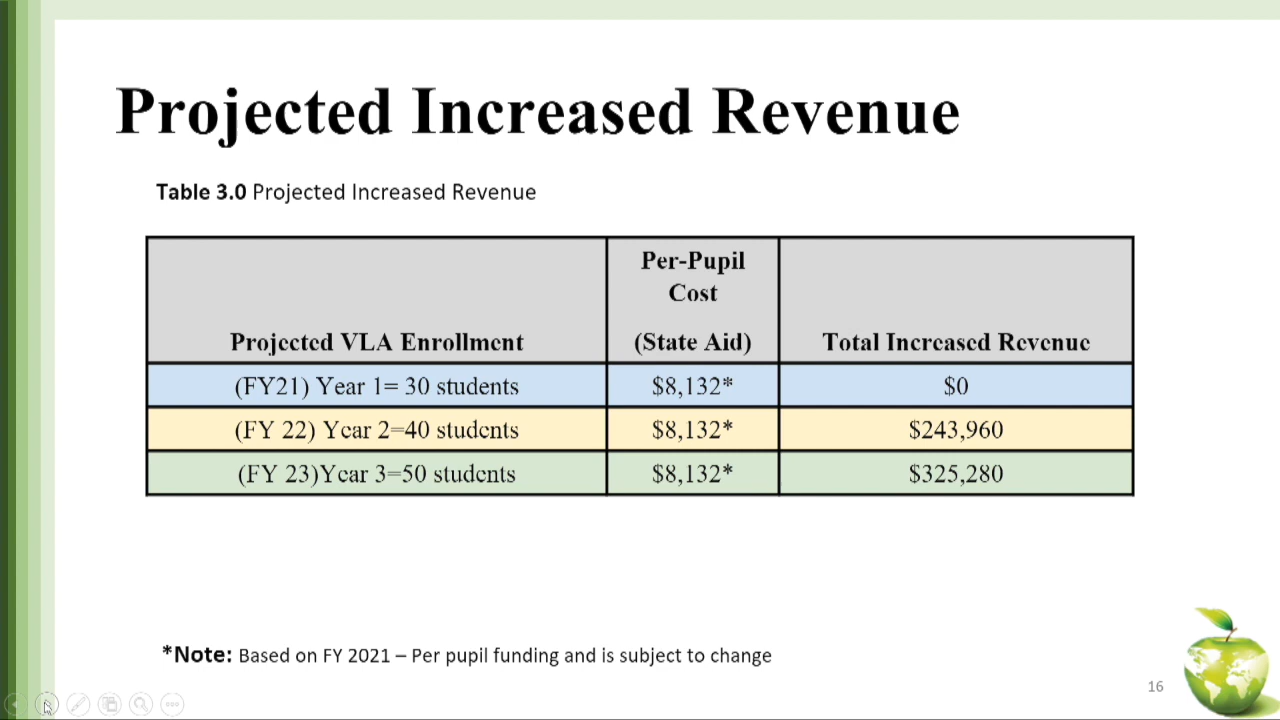 Projected Increased Revenue
Table 3.0 Projected Increased Revenue
Per-Pupil
Cost
Projected VLA Enrollment (State Aid) Total Increased Revenue
(FY21) Year 1= 30 students $8,132* $0
(FY 22) Year 2=40 students $8,132* $243,960
(FY 23)Year 3=50 students $8,132* $325,280
*Note: Based on FY 2021 – Per pupil funding and is subject to change
16